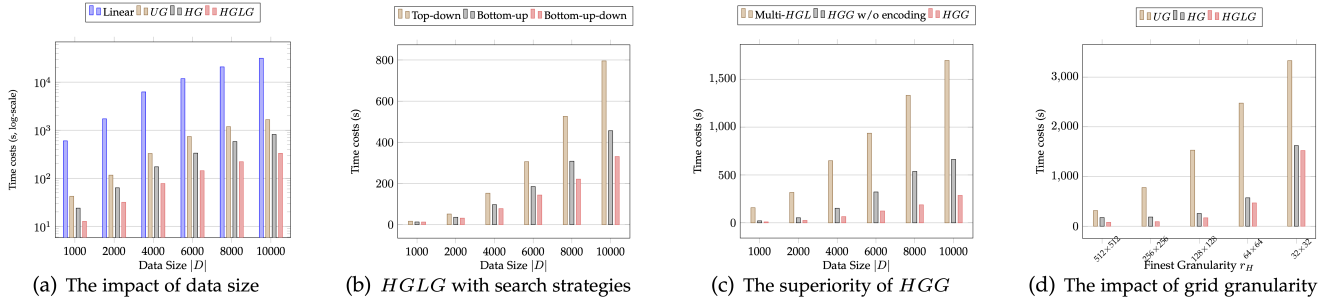 Linear UG HG HGLG
Time costs (s, log-scale)
10^4
10^3
10^2
10^1
1000 2000 4000 6000 8000 10000
Data Size |D|
(a) The impact of data size
Top-down Bottom-up Bottom-up-down
Time costs (s)
800
600
400
200
0
1000 2000 4000 6000 8000 10000
Data Size |D|
(b) HGLG with search strategies
Multi-HGL HGG w/o encoding HGG
Time costs (s)
1,500
1,000
500
0
1000 2000 4000 6000 8000 10000
Data Size |D|
(c) The superiority of HGG
UG HG HGLG
Time costs (s)
3,000
2,000
1,000
0
512×512 256×256 128×128 64×64 32×32
Finest Granularity r_H
(d) The impact of grid granularity